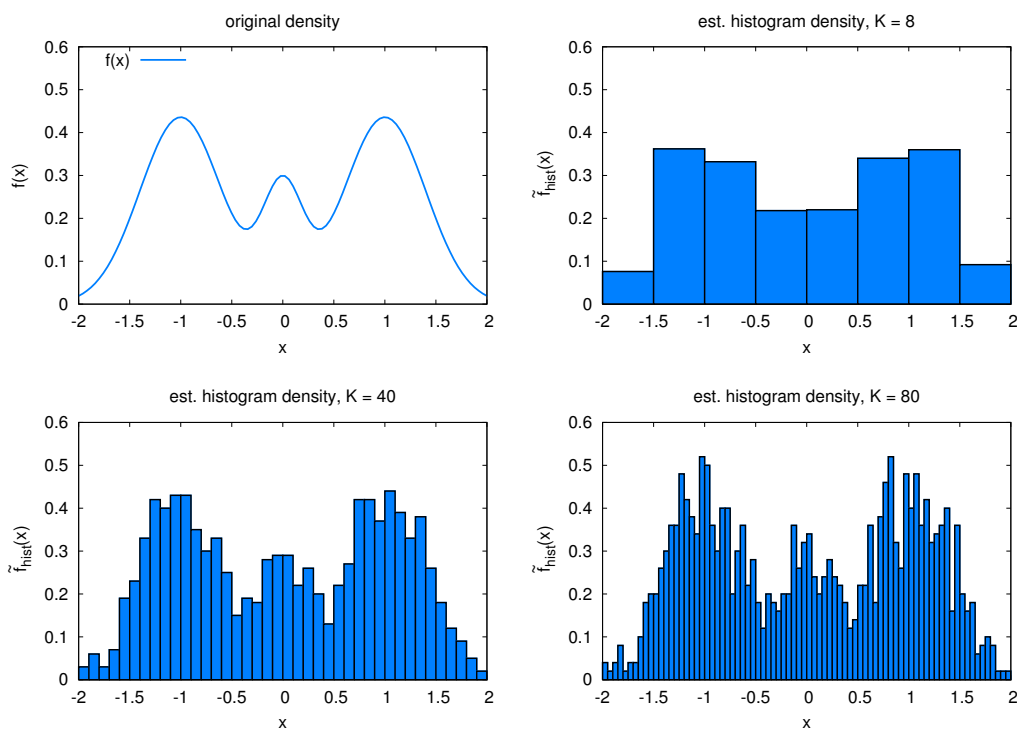 original density
0.6
0.5
0.4
0.3
0.2
0.1
0
f(x)
f(x)
-2 -1.5 -1 -0.5 0 0.5 1 1.5 2
x
est. histogram density, K = 8
0.6
0.5
0.4
0.3
0.2
0.1
0
f̃hist(x)
-2 -1.5 -1 -0.5 0 0.5 1 1.5 2
x
est. histogram density, K = 40
0.6
0.5
0.4
0.3
0.2
0.1
0
f̃hist(x)
-2 -1.5 -1 -0.5 0 0.5 1 1.5 2
x
est. histogram density, K = 80
0.6
0.5
0.4
0.3
0.2
0.1
0
f̃hist(x)
-2 -1.5 -1 -0.5 0 0.5 1 1.5 2
x